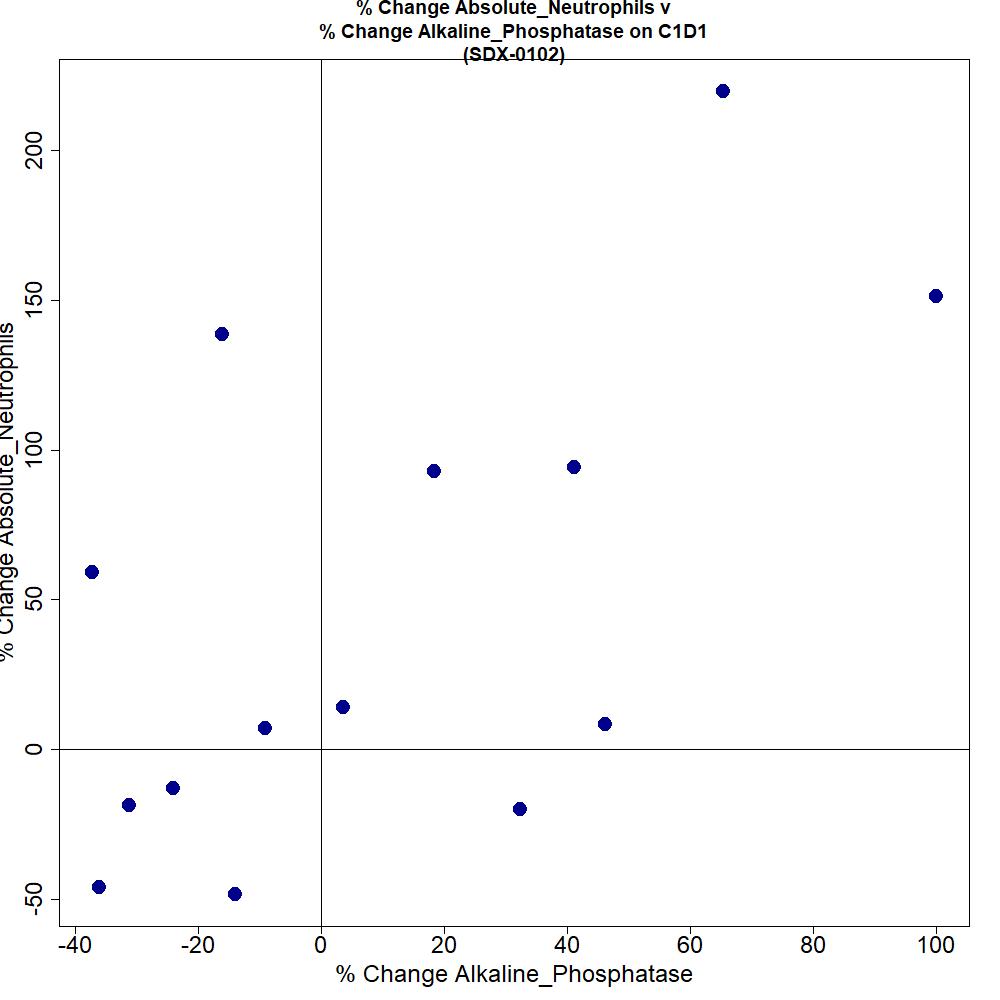 % Change Absolute_Neutrophils v
% Change Alkaline_Phosphatase on C1D1
(SDX-0102)
% Change Absolute_Neutrophils
200
150
100
50
0
-50
-40 -20 0 20 40 60 80 100
% Change Alkaline_Phosphatase